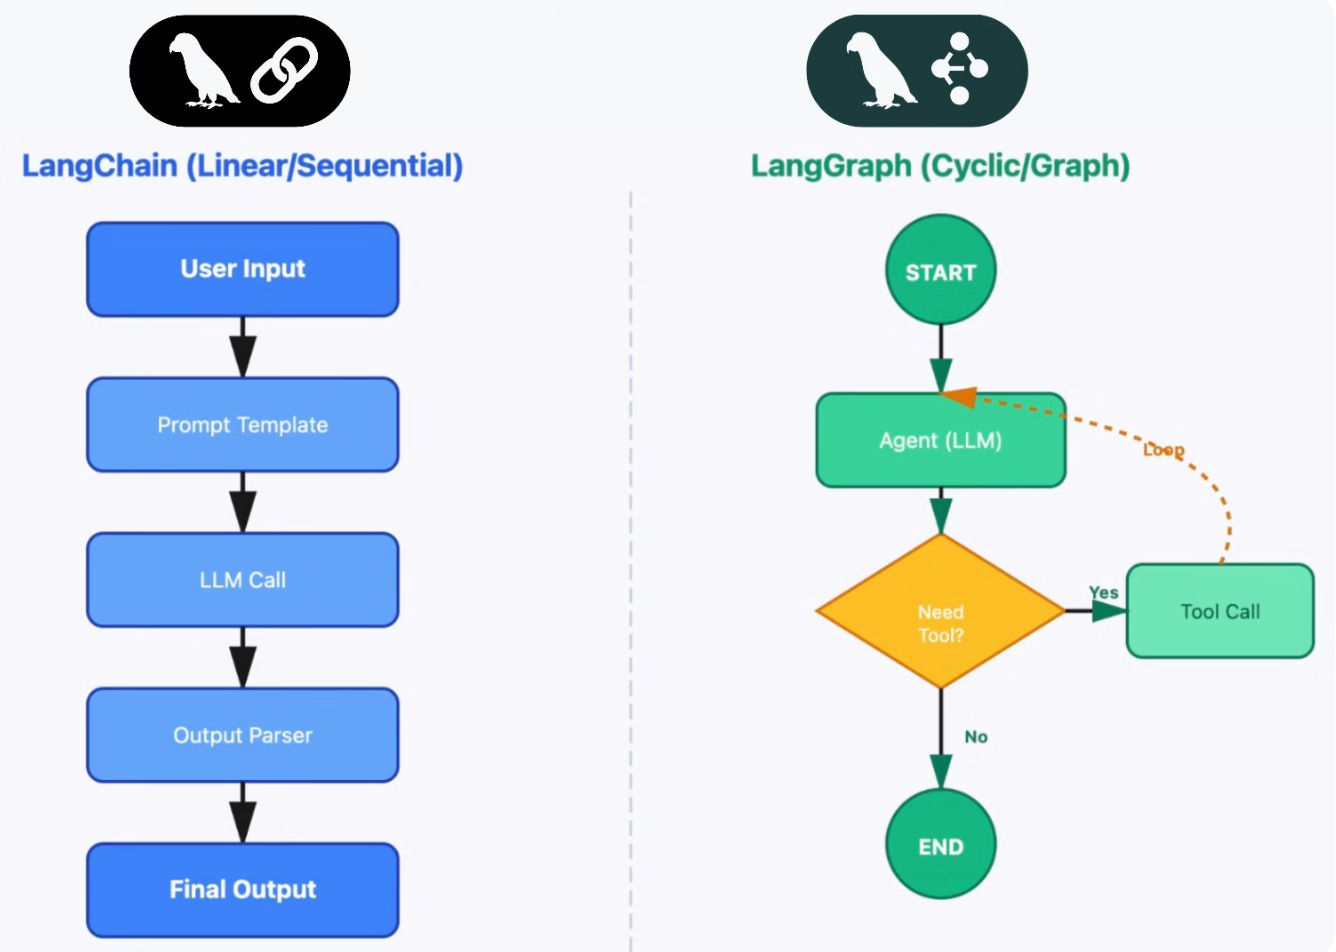 LangChain (Linear/Sequential)
User Input
Prompt Template
LLM Call
Output Parser
Final Output
LangGraph (Cyclic/Graph)
START
Agent (LLM)
Loop
Need
Tool?
Yes
Tool Call
No
END